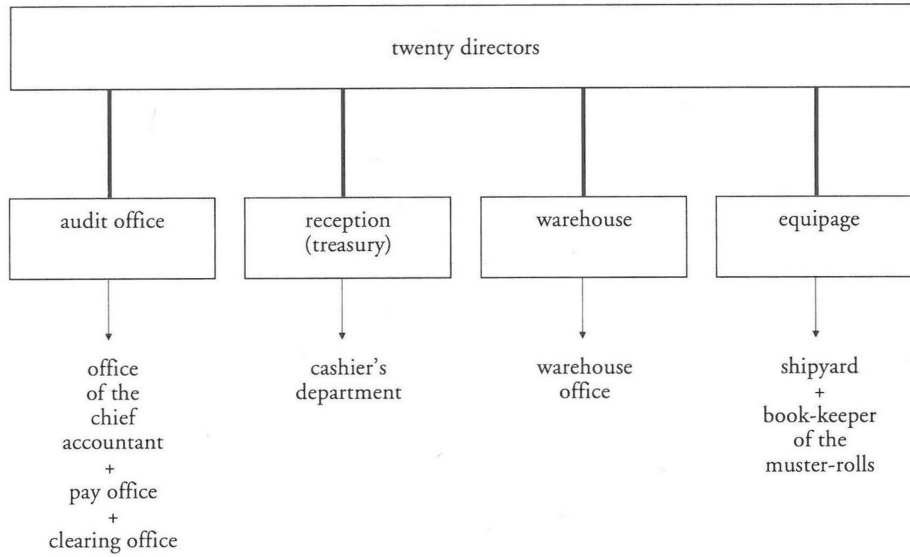 twenty directors
audit office
reception
(treasury)
warehouse
equipage
office
of the
chief
accountant
+
pay office
+
clearing office
cashier's
department
warehouse
office
shipyard
+
book-keeper
of the
muster-rolls